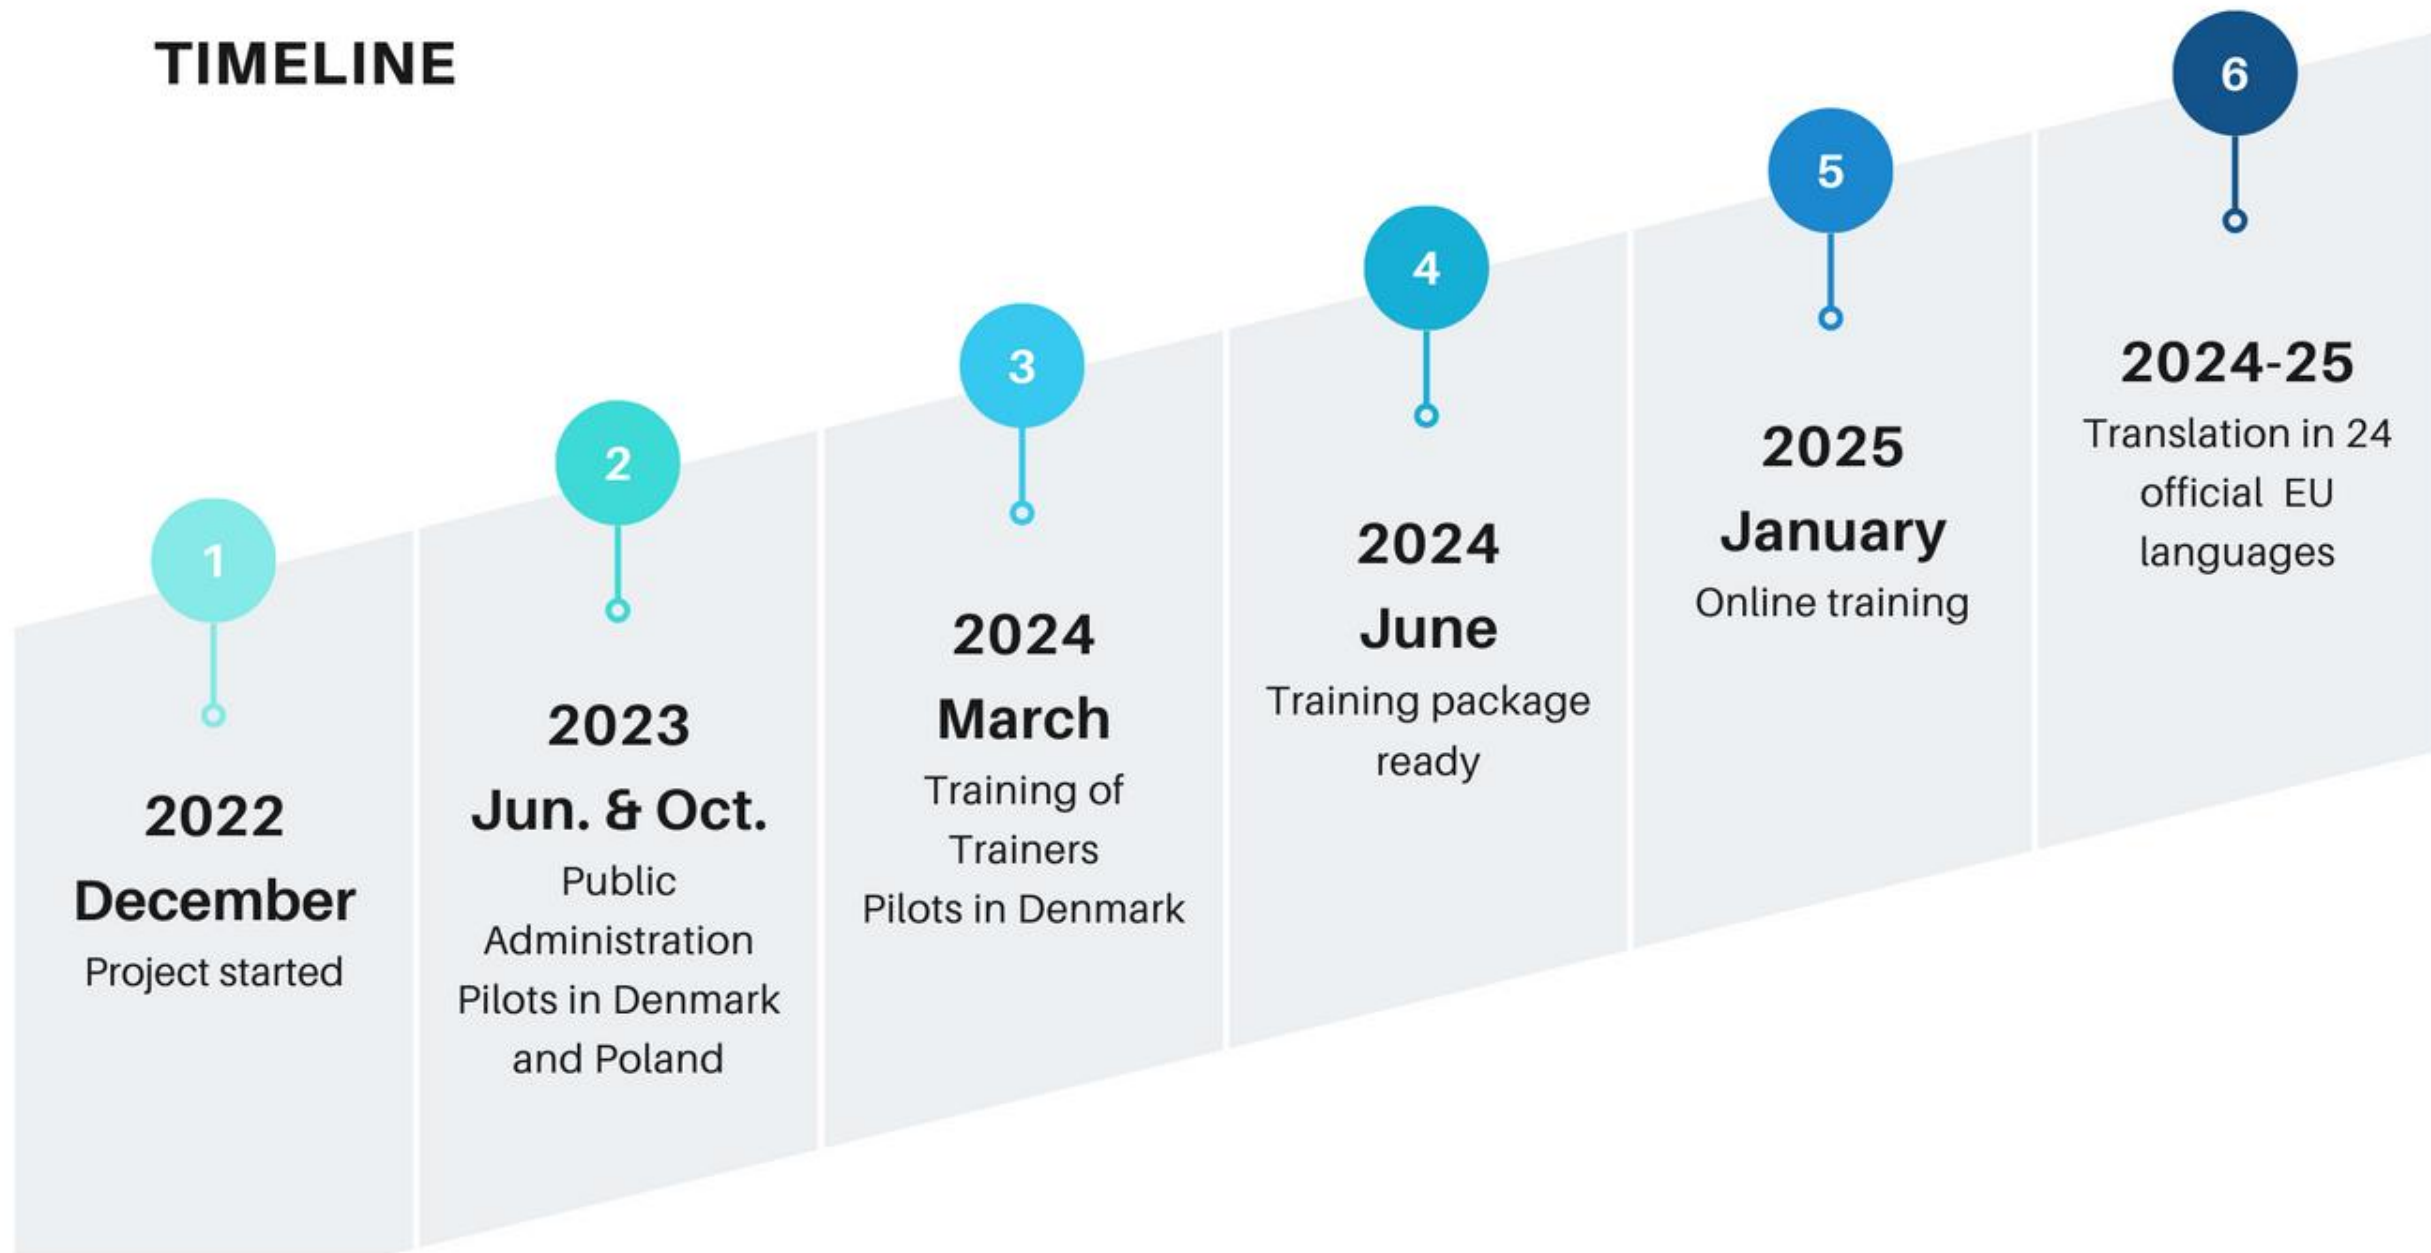 TIMELINE
1
2022
December
Project started
2
2023
Jun. & Oct.
Public
Administration
Pilots in Denmark
and Poland
3
2024
March
Training of
Trainers
Pilots in Denmark
4
2024
June
Training package
ready
5
2025
January
Online training
6
2024-25
Translation in 24
official EU
languages